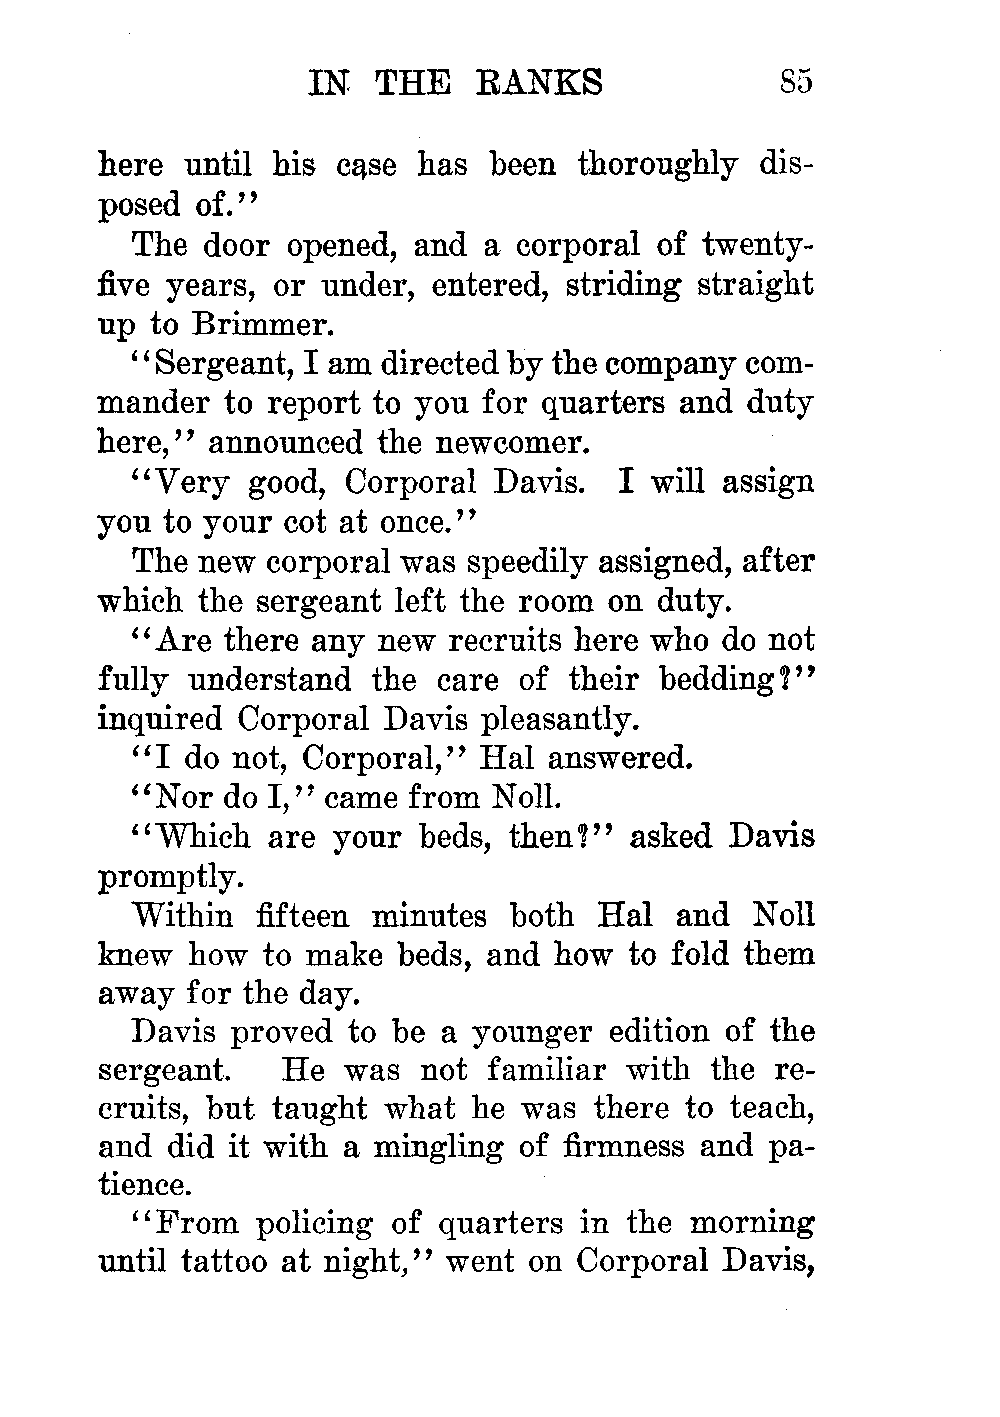 IN THE RANKS 85
here until his case has been thoroughly dis-
posed of.”
The door opened, and a corporal of twenty-
five years, or under, entered, striding straight
up to Brimmer.
“Sergeant, I am directed by the company com-
mander to report to you for quarters and duty
here,” announced the newcomer.
“Very good, Corporal Davis. I will assign
you to your cot at once.”
The new corporal was speedily assigned, after
which the sergeant left the room on duty.
“Are there any new recruits here who do not
fully understand the care of their bedding?”
inquired Corporal Davis pleasantly.
“I do not, Corporal,” Hal answered.
“Nor do I,” came from Noll.
“Which are your beds, then?” asked Davis
promptly.
Within fifteen minutes both Hal and Noll
knew how to make beds, and how to fold them
away for the day.
Davis proved to be a younger edition of the
sergeant. He was not familiar with the re-
cruits, but taught what he was there to teach,
and did it with a mingling of firmness and pa-
tience.
“From policing of quarters in the morning
until tattoo at night,” went on Corporal Davis,